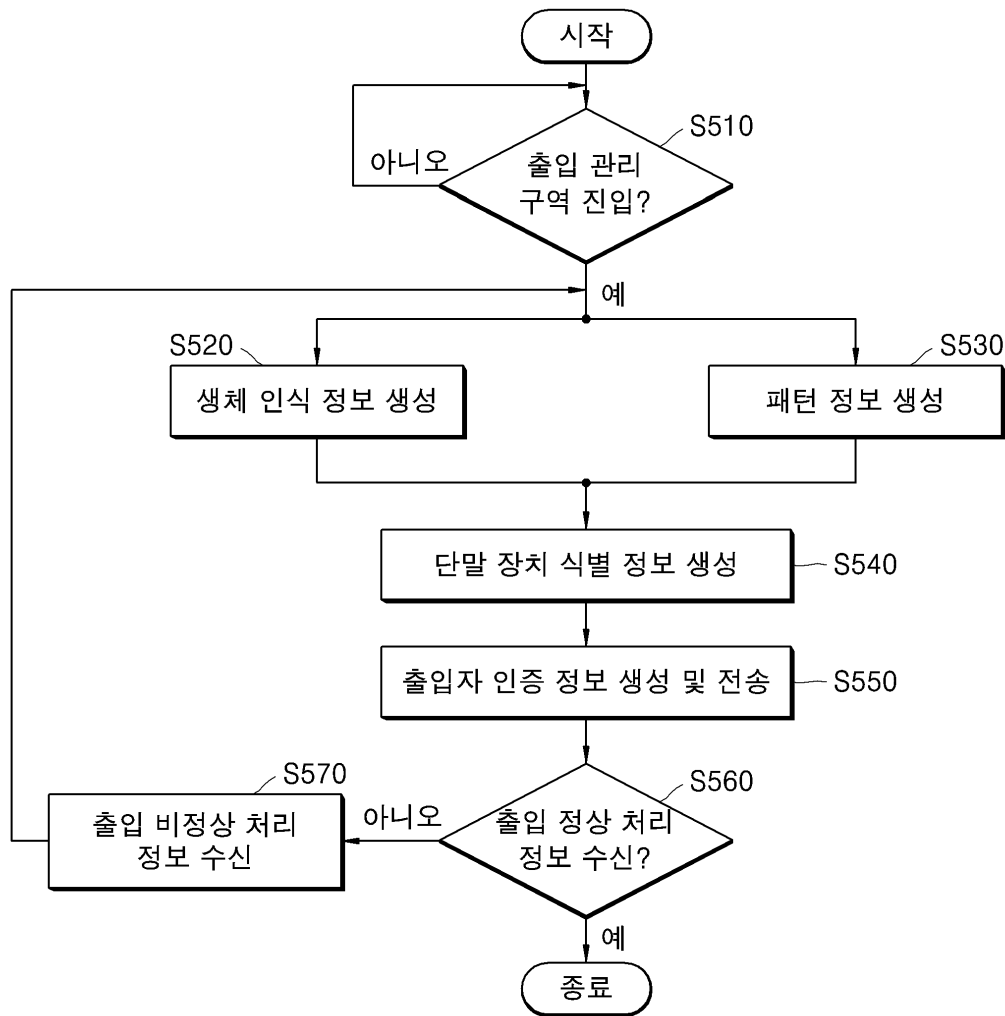 시작
S510
아니오
출입 관리
구역 진입?
예
S520
생체 인식 정보 생성
S530
패턴 정보 생성
단말 장치 식별 정보 생성
S540
출입자 인증 정보 생성 및 전송
S550
S560
출입 정상 처리
정보 수신?
아니오
S570
출입 비정상 처리
정보 수신
예
종료